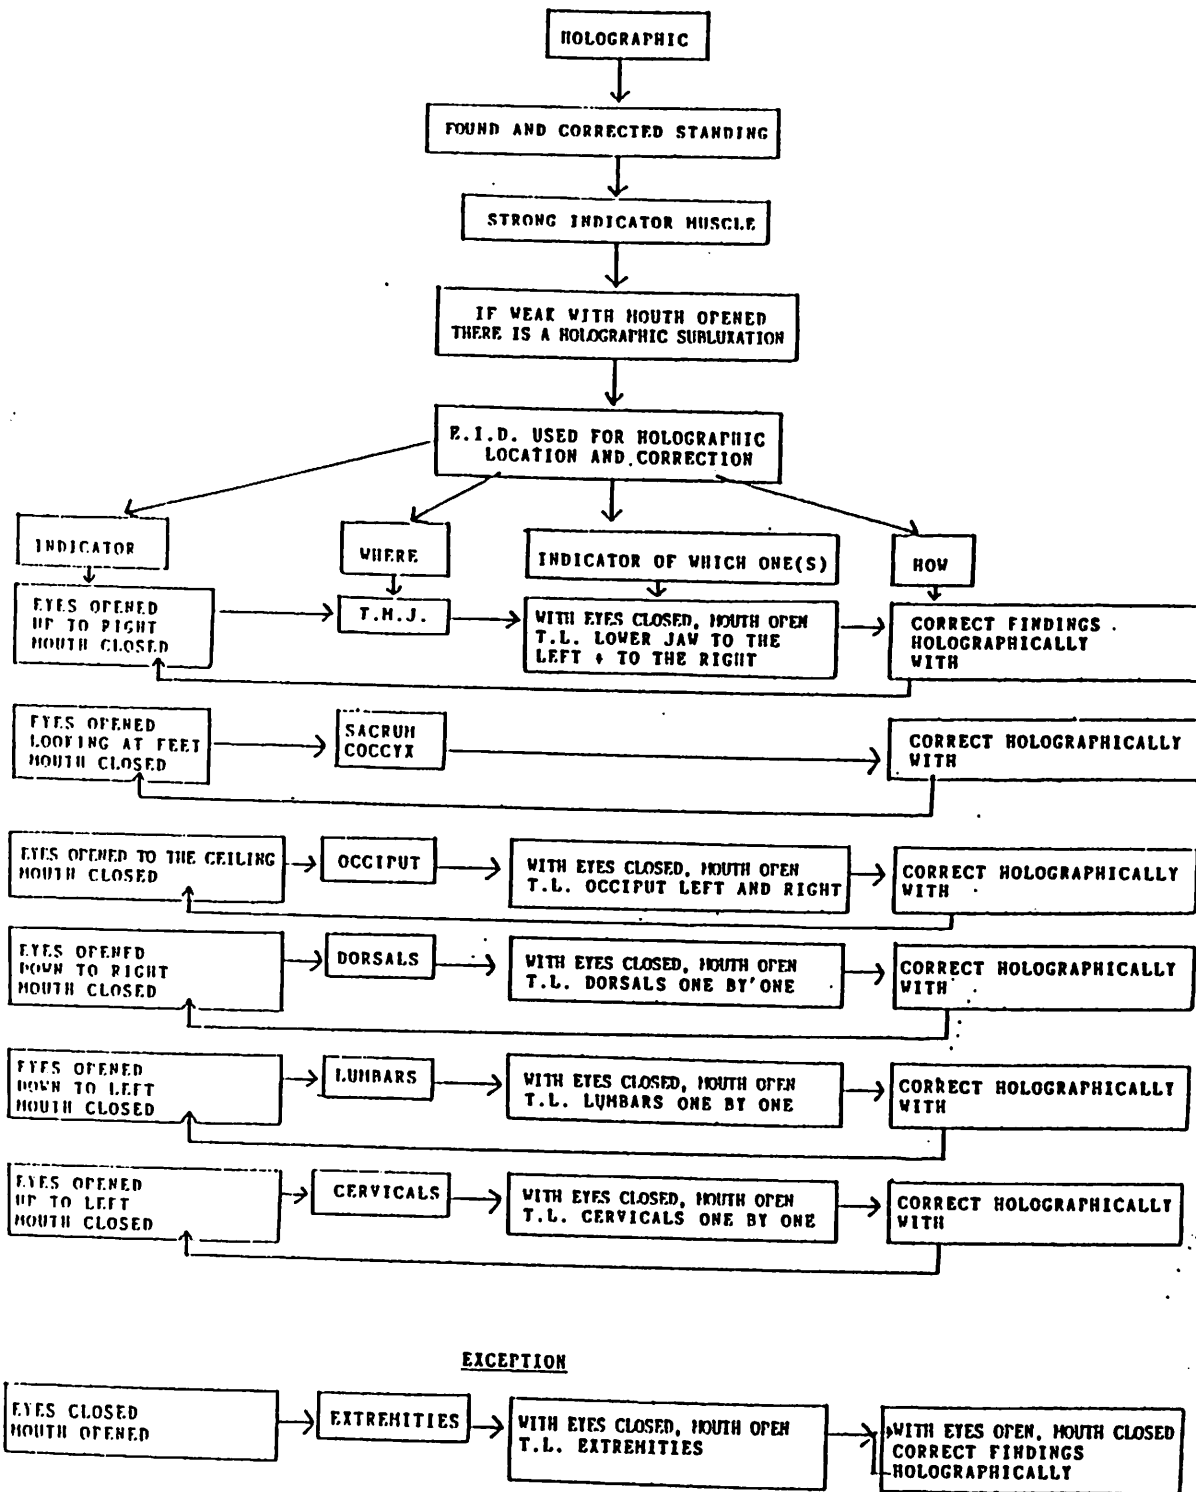 HOLOGRAPHIC
FOUND AND CORRECTED STANDING
STRONG INDICATOR MUSCLE
IF WEAK WITH MOUTH OPENED
THERE IS A HOLOGRAPHIC SUBLUXATION
E.I.D. USED FOR HOLOGRAPHIC
LOCATION AND CORRECTION
INDICATOR
WHERE
INDICATOR OF WHICH ONE(S)
HOW
EYES OPENED
UP TO RIGHT
MOUTH CLOSED
T.M.J.
WITH EYES CLOSED, MOUTH OPEN
T.L. LOWER JAW TO THE
LEFT + TO THE RIGHT
CORRECT FINDINGS
HOLOGRAPHICALLY
WITH
EYES OPENED
LOOKING AT FEET
MOUTH CLOSED
SACRUM
COCCYX
CORRECT HOLOGRAPHICALLY
WITH
EYES OPENED TO THE CEILING
MOUTH CLOSED
OCCIPUT
WITH EYES CLOSED, MOUTH OPEN
T.L. OCCIPUT LEFT AND RIGHT
CORRECT HOLOGRAPHICALLY
WITH
EYES OPENED
DOWN TO RIGHT
MOUTH CLOSED
DORSALS
WITH EYES CLOSED, MOUTH OPEN
T.L. DORSALS ONE BY ONE
CORRECT HOLOGRAPHICALLY
WITH
EYES OPENED
DOWN TO LEFT
MOUTH CLOSED
LUMBARS
WITH EYES CLOSED, MOUTH OPEN
T.L. LUMBARS ONE BY ONE
CORRECT HOLOGRAPHICALLY
WITH
EYES OPENED
UP TO LEFT
MOUTH CLOSED
CERVICALS
WITH EYES CLOSED, MOUTH OPEN
T.L. CERVICALS ONE BY ONE
CORRECT HOLOGRAPHICALLY
WITH
EXCEPTION
EYES CLOSED
MOUTH OPENED
EXTREMITIES
WITH EYES CLOSED, MOUTH OPEN
T.L. EXTREMITIES
WITH EYES OPEN, MOUTH CLOSED
CORRECT FINDINGS
HOLOGRAPHICALLY